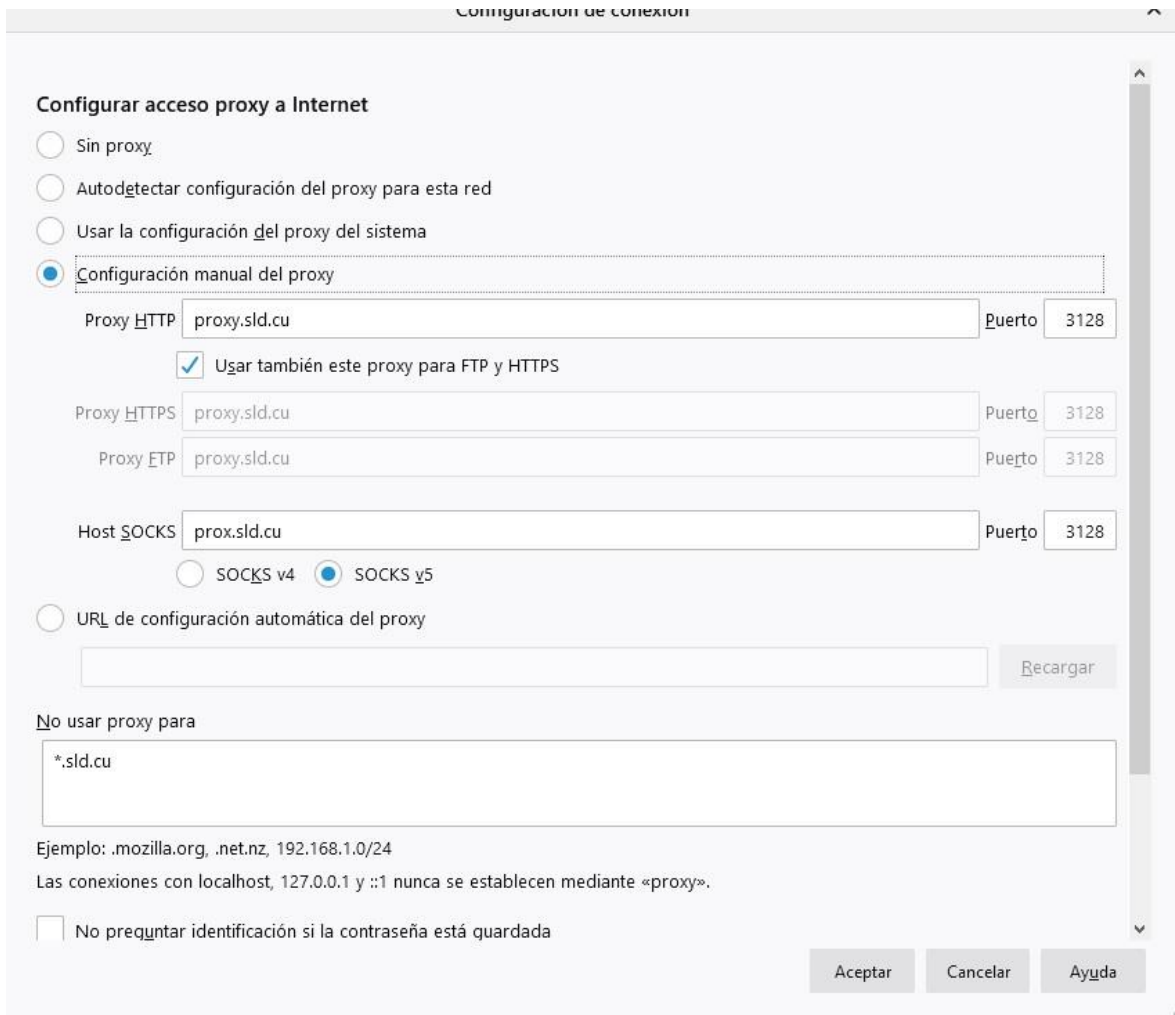 Configuración de conexión
Configurar acceso proxy a Internet
Sin proxy
Autodetectar configuración del proxy para esta red
Usar la configuración del proxy del sistema
Configuración manual del proxy
Proxy HTTP proxy.sld.cu Puerto 3128
Usar también este proxy para FTP y HTTPS
Proxy HTTPS proxy.sld.cu Puerto 3128
Proxy FTP proxy.sld.cu Puerto 3128
Host SOCKS prox.sld.cu Puerto 3128
SOCKS v4 SOCKS v5
URL de configuración automática del proxy
Recargar
No usar proxy para
*.sld.cu
Ejemplo: .mozilla.org, .net.nz, 192.168.1.0/24
Las conexiones con localhost, 127.0.0.1 y ::1 nunca se establecen mediante «proxy».
No preguntar identificación si la contraseña está guardada
Aceptar Cancelar Ayuda